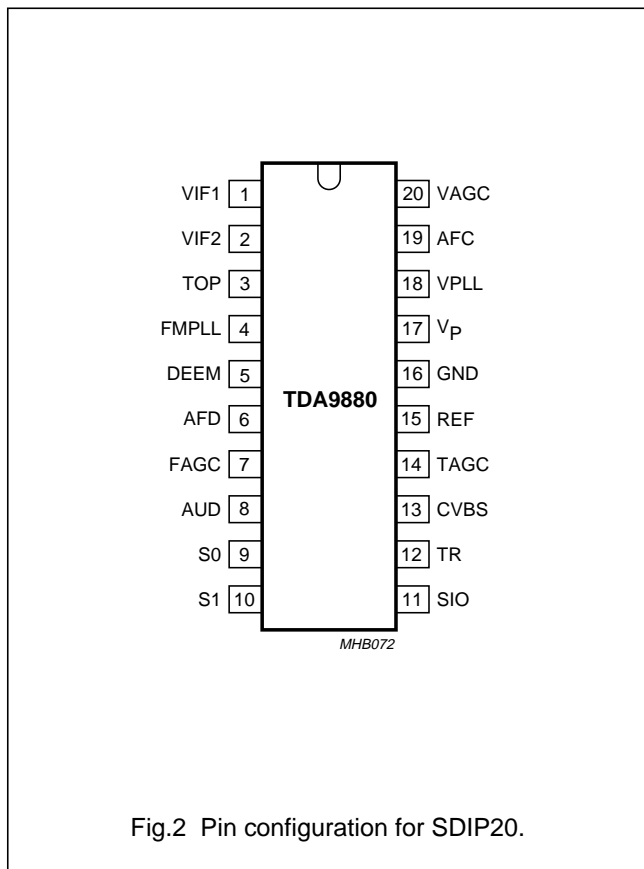 VIF1 1 20 VAGC
VIF2 2 19 AFC
TOP 3 18 VPLL
FMPLL 4 17 VP
DEEM 5 16 GND
TDA9880
AFD 6 15 REF
FAGC 7 14 TAGC
AUD 8 13 CVBS
S0 9 12 TR
S1 10 11 SIO
MHB072
Fig.2 Pin configuration for SDIP20.